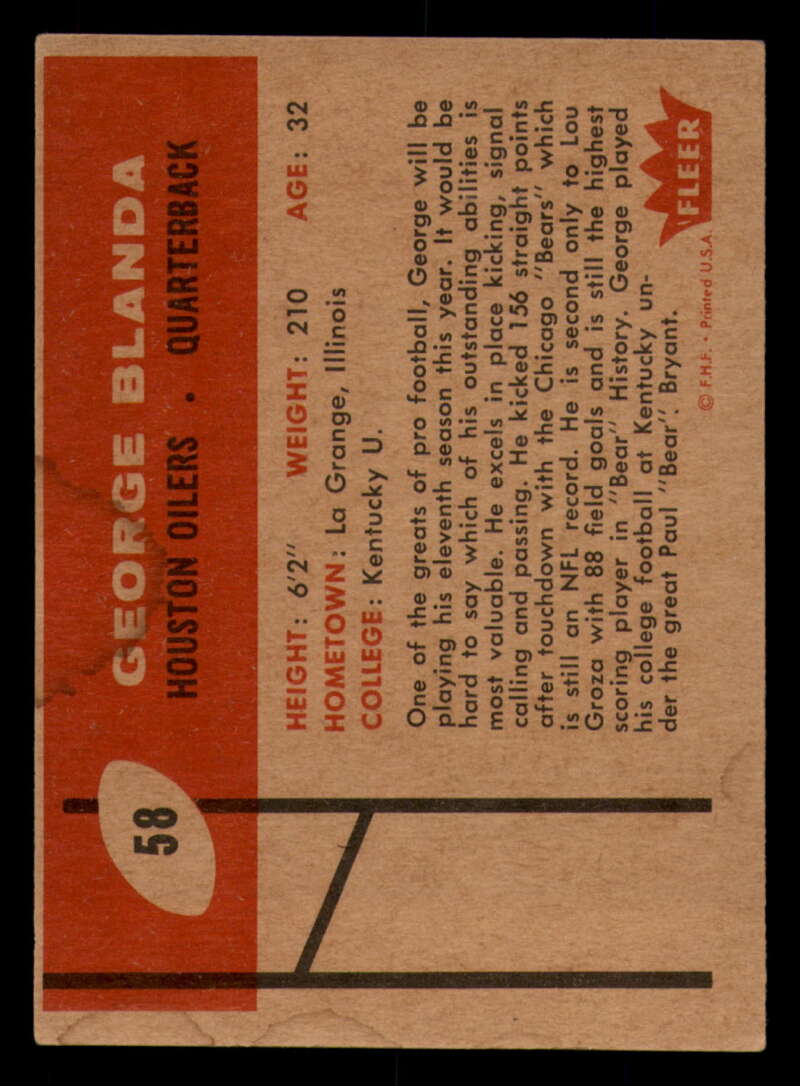 58
GEORGE BLANDA
HOUSTON OILERS . QUARTERBACK
HEIGHT: 6'2" WEIGHT: 210 AGE: 32
HOMETOWN: La Grange, Illinois
COLLEGE: Kentucky U.
One of the greats of pro football, George will be
playing his eleventh season this year. It would be
hard to say which of his outstanding abilities is
most valuable. He excels in place kicking, signal
calling and passing. He kicked 156 straight points
after touchdown with the Chicago "Bears" which
is still an NFL record. He is second only to Lou
Groza with 88 field goals and is still the highest
scoring player in "Bear" History. George played
his college football at Kentucky un-
der the great Paul "Bear" Bryant.
FLEER
© F.H.F. • Printed U.S.A.